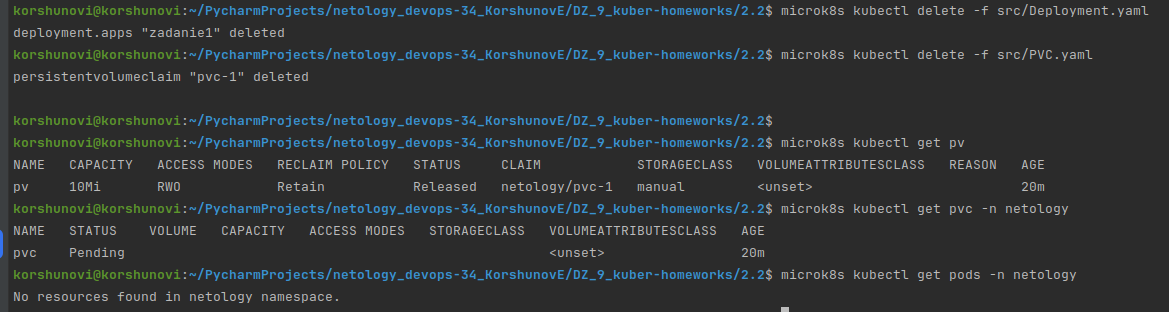 korshunovi@korshunovi:~/PycharmProjects/netology_devops-34_KorshunovE/DZ_9_kuber-homeworks/2.2$ microk8s kubectl delete -f src/Deployment.yaml
deployment.apps "zadanie1" deleted
korshunovi@korshunovi:~/PycharmProjects/netology_devops-34_KorshunovE/DZ_9_kuber-homeworks/2.2$ microk8s kubectl delete -f src/PVC.yaml
persistentvolumeclaim "pvc-1" deleted
korshunovi@korshunovi:~/PycharmProjects/netology_devops-34_KorshunovE/DZ_9_kuber-homeworks/2.2$
korshunovi@korshunovi:~/PycharmProjects/netology_devops-34_KorshunovE/DZ_9_kuber-homeworks/2.2$ microk8s kubectl get pv
NAME   CAPACITY   ACCESS MODES   RECLAIM POLICY   STATUS     CLAIM            STORAGECLASS   VOLUMEATTRIBUTESCLASS   REASON   AGE
pv     10Mi       RWO            Retain           Released   netology/pvc-1   manual         <unset>                          20m
korshunovi@korshunovi:~/PycharmProjects/netology_devops-34_KorshunovE/DZ_9_kuber-homeworks/2.2$ microk8s kubectl get pvc -n netology
NAME   STATUS    VOLUME   CAPACITY   ACCESS MODES   STORAGECLASS   VOLUMEATTRIBUTESCLASS   AGE
pvc    Pending                                                     <unset>                 20m
korshunovi@korshunovi:~/PycharmProjects/netology_devops-34_KorshunovE/DZ_9_kuber-homeworks/2.2$ microk8s kubectl get pods -n netology
No resources found in netology namespace.